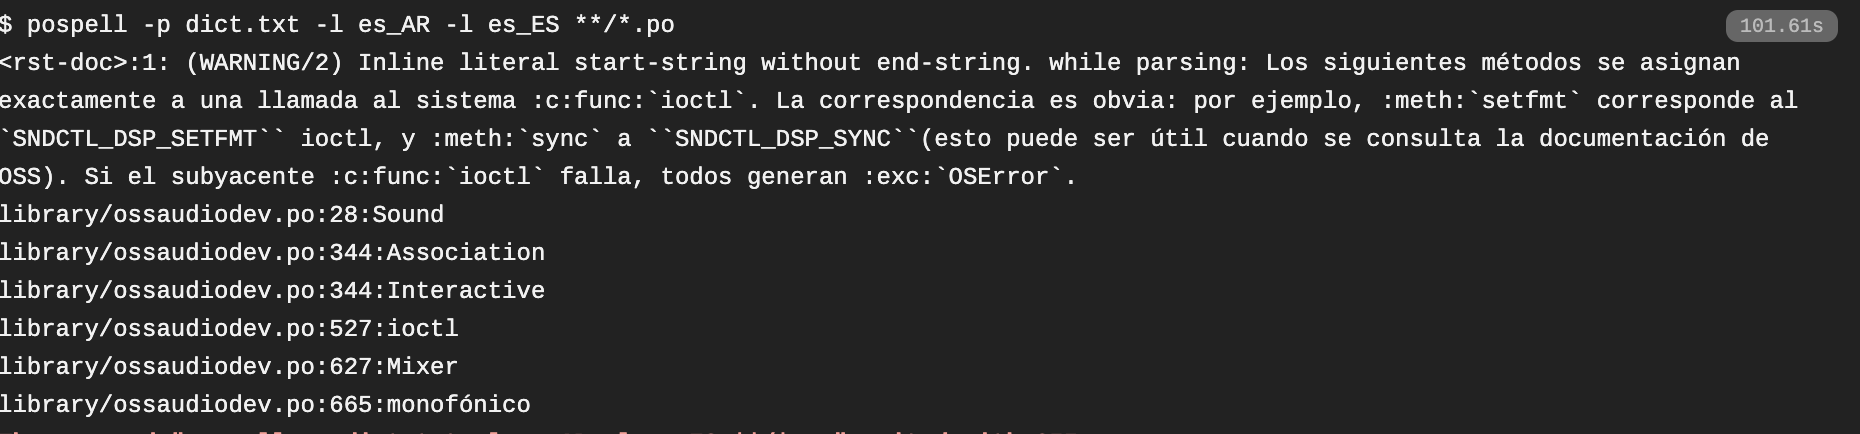 $ pospell -p dict.txt -l es_AR -l es_ES **/*.po
101.61s
<rst-doc>:1: (WARNING/2) Inline literal start-string without end-string. while parsing: Los siguientes métodos se asignan
exactamente a una llamada al sistema :c:func:`ioctl`. La correspondencia es obvia: por ejemplo, :meth:`setfmt` corresponde al
`SNDCTL_DSP_SETFMT`` ioctl, y :meth:`sync` a ``SNDCTL_DSP_SYNC``(esto puede ser útil cuando se consulta la documentación de
OSS). Si el subyacente :c:func:`ioctl` falla, todos generan :exc:`OSError`.
library/ossaudiodev.po:28:Sound
library/ossaudiodev.po:344:Association
library/ossaudiodev.po:344:Interactive
library/ossaudiodev.po:527:ioctl
library/ossaudiodev.po:627:Mixer
library/ossaudiodev.po:665:monofónico